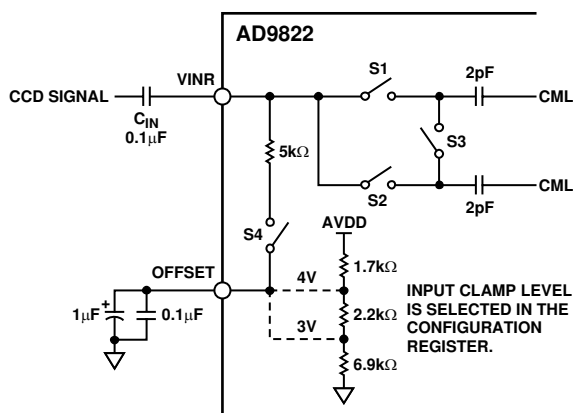 AD9822
S1
2pF
VINR
CCD SIGNAL
CML
CIN
0.1μF
S3
5kΩ
S2
CML
2pF
AVDD
S4
1.7kΩ
OFFSET
4V
INPUT CLAMP LEVEL
IS SELECTED IN THE
CONFIGURATION
REGISTER.
+
1μF
0.1μF
2.2kΩ
3V
6.9kΩ